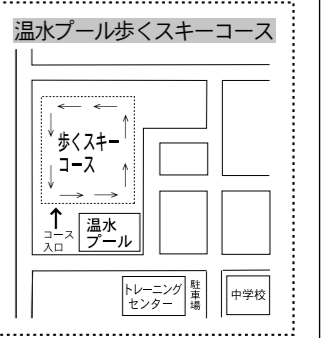 温水プール歩くスキーコース
歩くスキー
コース
コース
入口
温水
プール
トレーニング
センター
駐車場
中学校